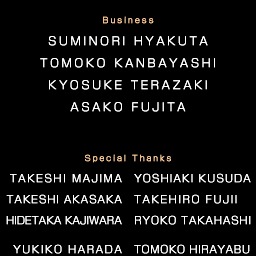 Business
SUMINORI HYAKUTA
TOMOKO KANBAYASHI
KYOSUKE TERAZAKI
ASAKO FUJITA
Special Thanks
TAKESHI MAJIMA YOSHIAKI KUSUDA
TAKESHI AKASAKA TAKEHIRO FUJII
HIDETAKA KAJIWARA RYOKO TAKAHASHI
YUKIKO HARADA TOMOKO HIRAYABU